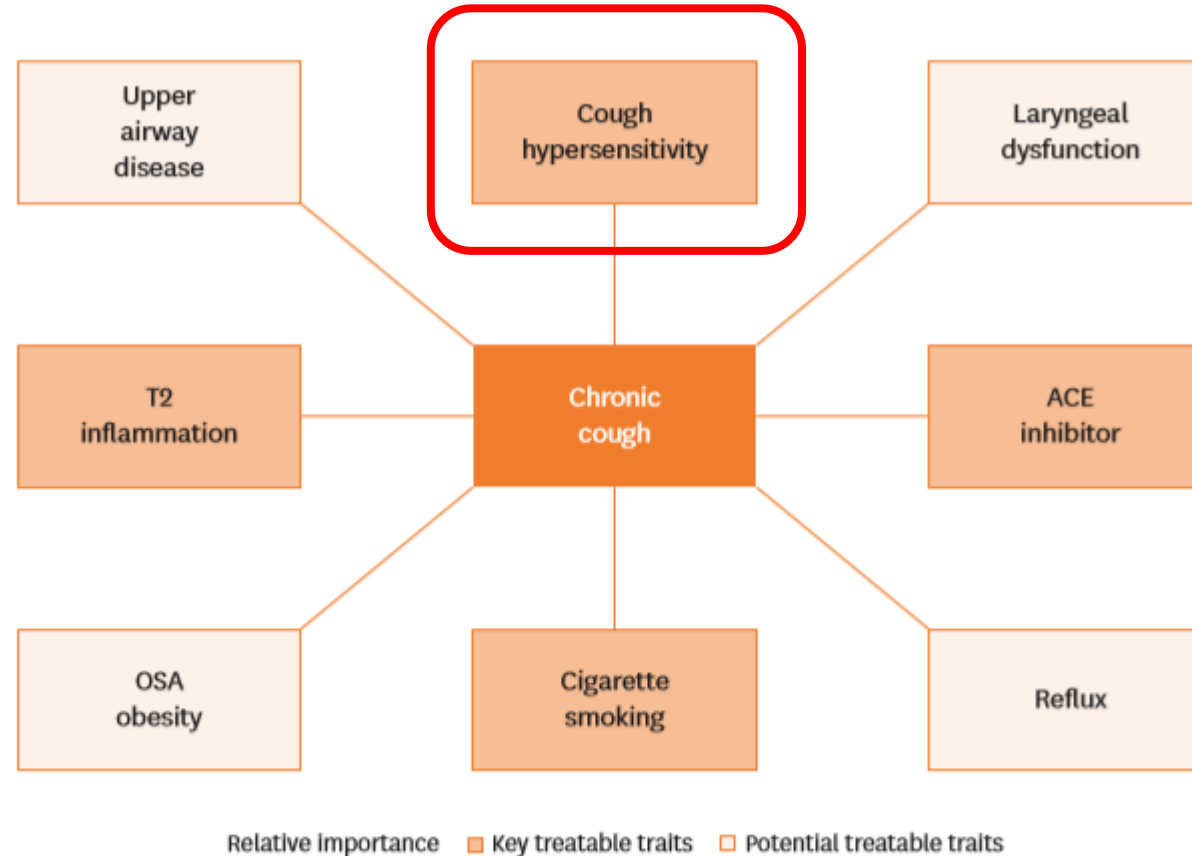 Upper
airway
disease
Cough
hypersensitivity
Laryngeal
dysfunction
T2
inflammation
Chronic
cough
ACE
inhibitor
OSA
obesity
Cigarette
smoking
Reflux
Relative importance Key treatable traits Potential treatable traits